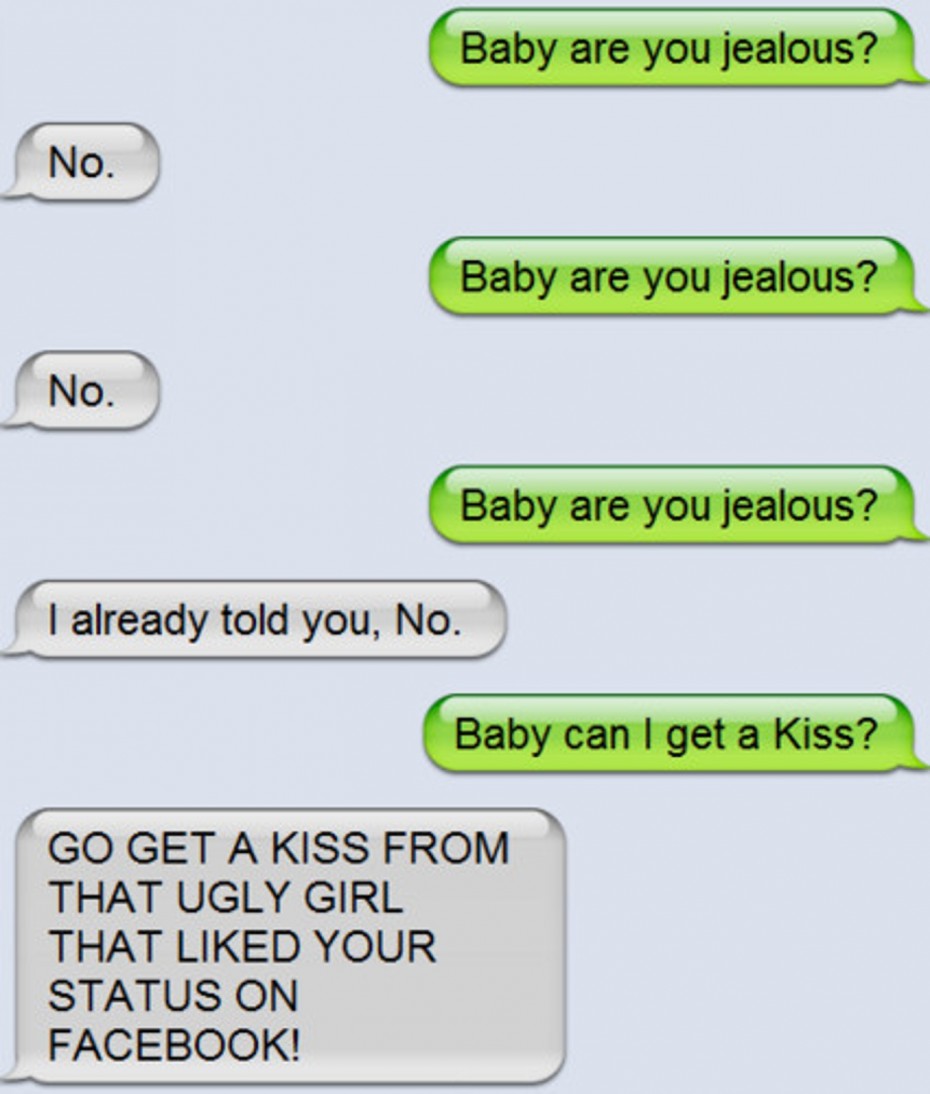 Baby are you jealous?
No.
Baby are you jealous?
No.
Baby are you jealous?
I already told you, No.
Baby can I get a Kiss?
GO GET A KISS FROM
THAT UGLY GIRL
THAT LIKED YOUR
STATUS ON
FACEBOOK!